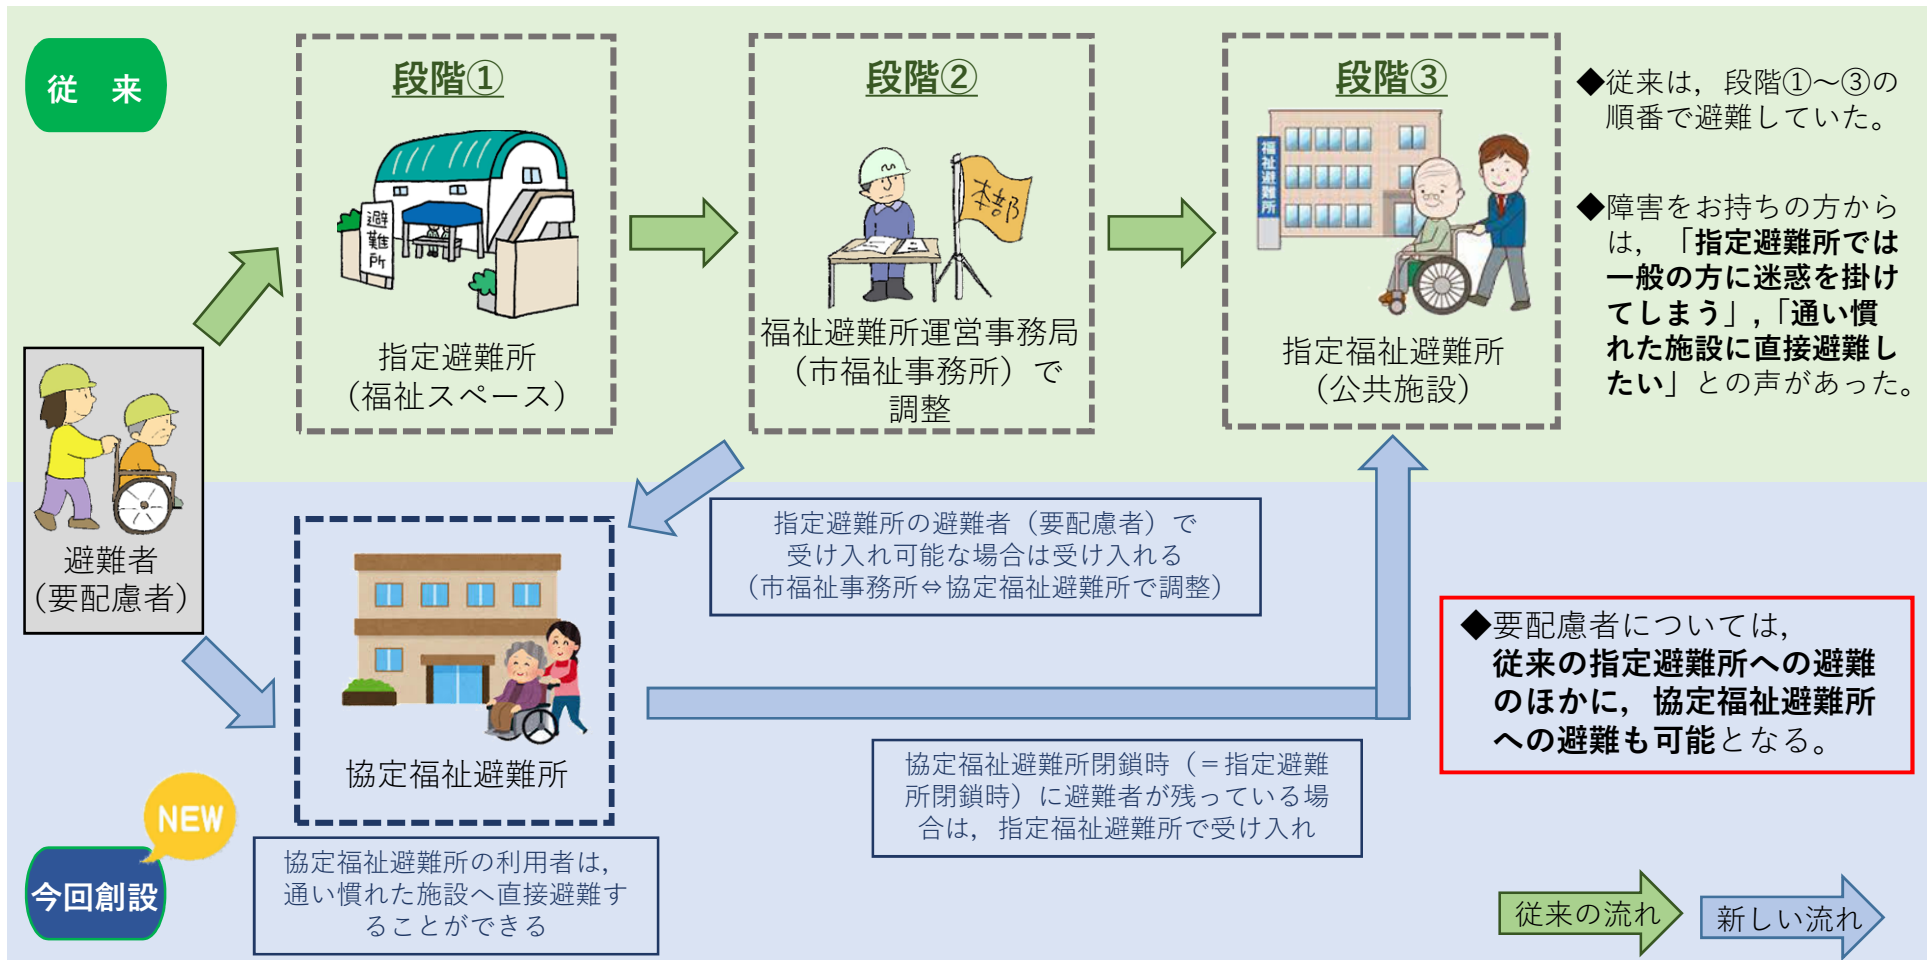 従　来
段階①
避難所
指定避難所
（福祉スペース）
段階②
本部
福祉避難所運営事務局
（市福祉事務所）で
調整
段階③
福祉避難所
指定福祉避難所
（公共施設）
◆従来は，段階①～③の
順番で避難していた。
◆障害をお持ちの方から
は，「指定避難所では
一般の方に迷惑を掛け
てしまう」,「通い慣
れた施設に直接避難し
たい」との声があった。
避難者
（要配慮者）
指定避難所の避難者（要配慮者）で
受け入れ可能な場合は受け入れる
（市福祉事務所⇔協定福祉避難所で調整）
協定福祉避難所
◆要配慮者については，
従来の指定避難所への避難
のほかに，協定福祉避難所
への避難も可能となる。
協定福祉避難所閉鎖時（＝指定避難
所閉鎖時）に避難者が残っている場
合は，指定福祉避難所で受け入れ
NEW
今回創設
協定福祉避難所の利用者は，
通い慣れた施設へ直接避難す
ることができる
従来の流れ
新しい流れ